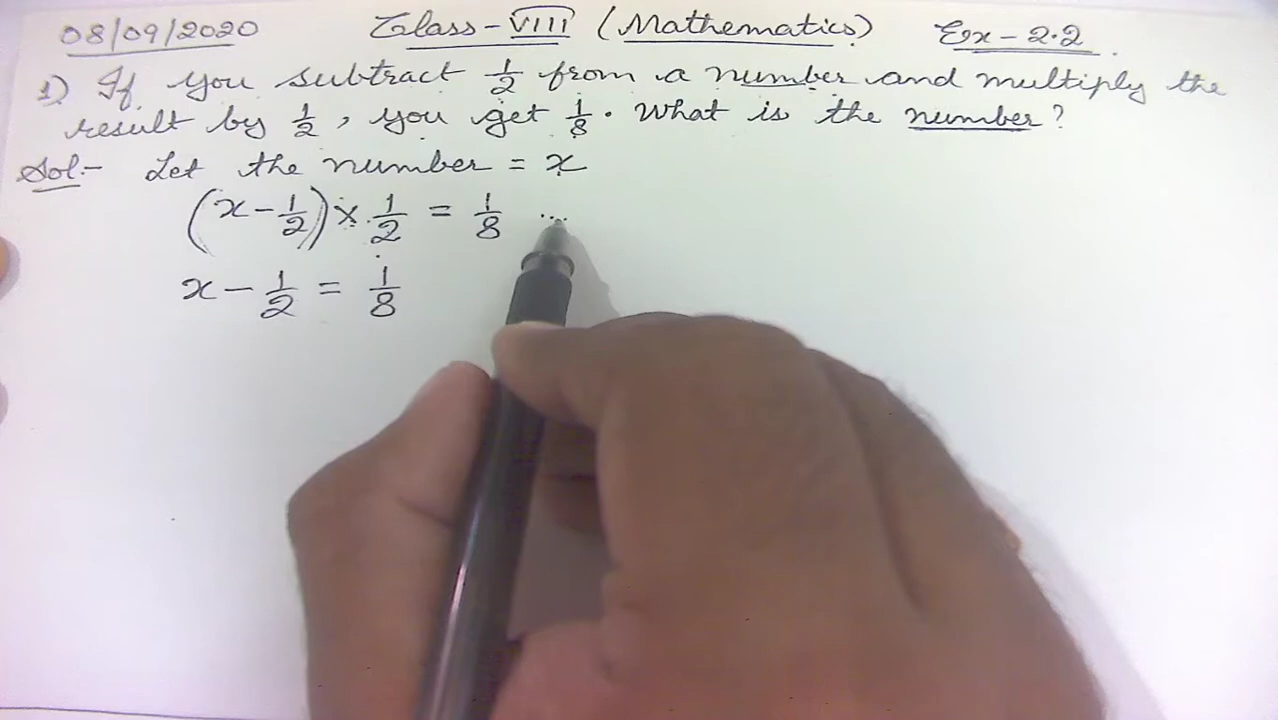 08/09/2020 Class-VIII (Mathematics) Ex-2.2
1) If you subtract 1/2 from a number and multiply the
result by 1/2, you get 1/8. What is the number?
Sol:- Let the number = x
(x - 1/2) × 1/2 = 1/8
x - 1/2 = 1/8